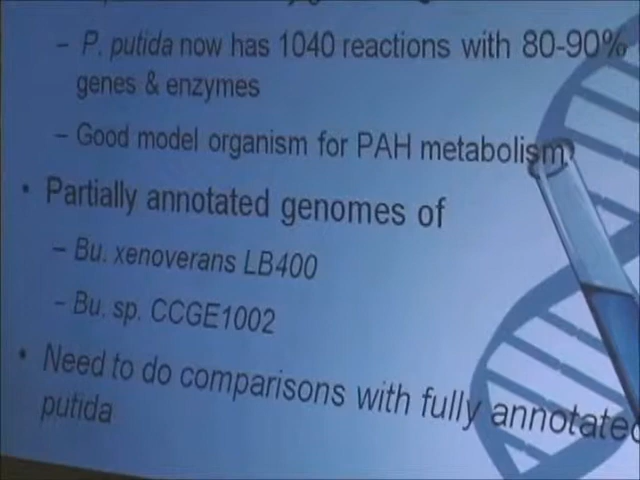 – P. putida now has 1040 reactions with 80-90%
genes & enzymes
– Good model organism for PAH metabolism
• Partially annotated genomes of
– Bu. xenoverans LB400
– Bu. sp. CCGE1002
• Need to do comparisons with fully annotated
putida